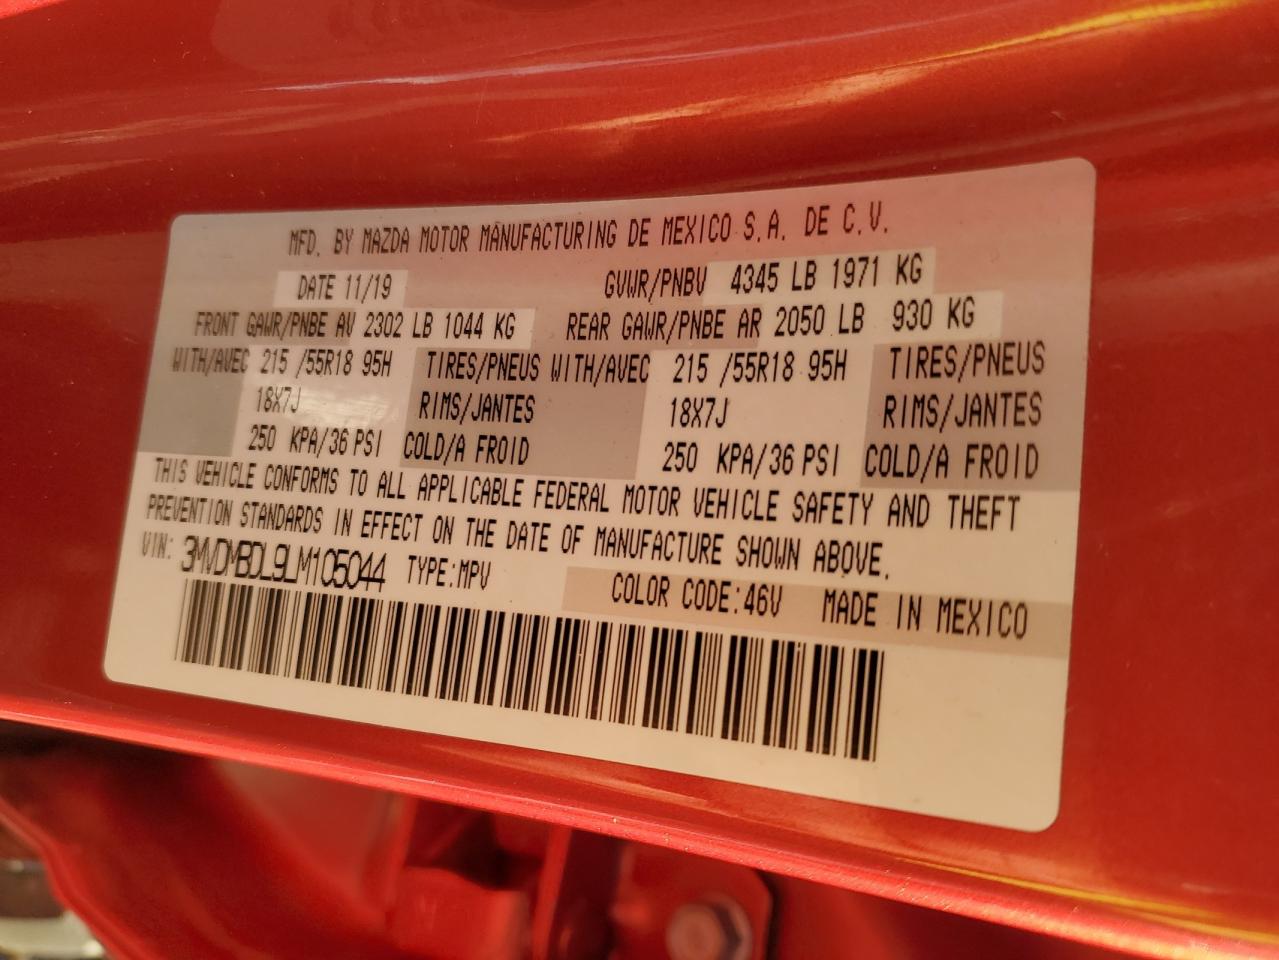 MFD. BY MAZDA MOTOR MANUFACTURING DE MEXICO S.A. DE C.V.
DATE 11/19 GVWR/PNBV 4345 LB 1971 KG
FRONT GAWR/PNBE AV 2302 LB 1044 KG REAR GAWR/PNBE AR 2050 LB 930 KG
WITH/AVEC 215 /55R18 95H TIRES/PNEUS WITH/AVEC 215 /55R18 95H TIRES/PNEUS
18X7J RIMS/JANTES 18X7J RIMS/JANTES
250 KPA/36 PSI COLD/A FROID 250 KPA/36 PSI COLD/A FROID
THIS VEHICLE CONFORMS TO ALL APPLICABLE FEDERAL MOTOR VEHICLE SAFETY AND THEFT
PREVENTION STANDARDS IN EFFECT ON THE DATE OF MANUFACTURE SHOWN ABOVE.
VIN: 3MVDMBDL9LM105044 TYPE:MPV COLOR CODE:46V MADE IN MEXICO